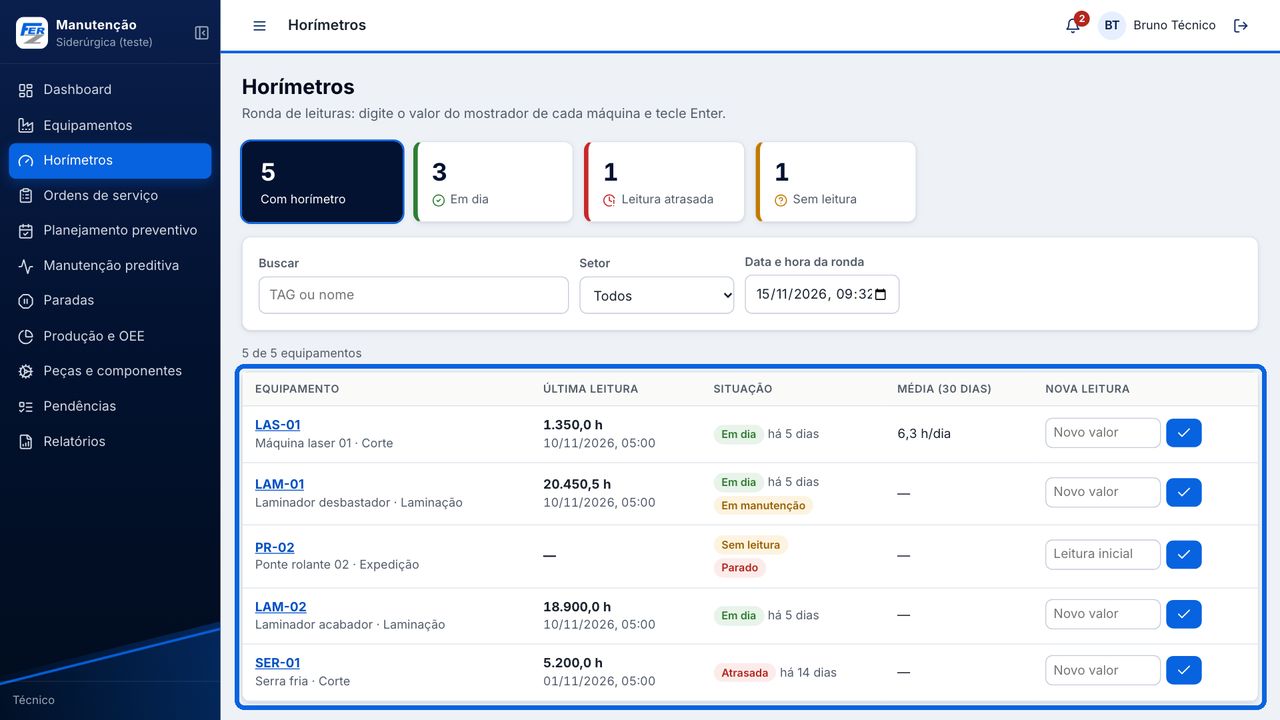 FER
Manutenção
Siderúrgica (teste)
Horímetros
2
BT
Bruno Técnico
Dashboard
Equipamentos
Horímetros
Ordens de serviço
Planejamento preventivo
Manutenção preditiva
Paradas
Produção e OEE
Peças e componentes
Pendências
Relatórios
Técnico
Horímetros
Ronda de leituras: digite o valor do mostrador de cada máquina e tecle Enter.
5
Com horímetro
3
Em dia
1
Leitura atrasada
1
Sem leitura
Buscar
TAG ou nome
Setor
Todos
Data e hora da ronda
15/11/2026, 09:32
5 de 5 equipamentos
EQUIPAMENTO ÚLTIMA LEITURA SITUAÇÃO MÉDIA (30 DIAS) NOVA LEITURA
LAS-01 1.350,0 h Em dia há 5 dias 6,3 h/dia Novo valor
Máquina laser 01 · Corte 10/11/2026, 05:00
LAM-01 20.450,5 h Em dia há 5 dias — Novo valor
Laminador desbastador · Laminação 10/11/2026, 05:00 Em manutenção
PR-02 — Sem leitura — Leitura inicial
Ponte rolante 02 · Expedição Parado
LAM-02 18.900,0 h Em dia há 5 dias — Novo valor
Laminador acabador · Laminação 10/11/2026, 05:00
SER-01 5.200,0 h Atrasada há 14 dias — Novo valor
Serra fria · Corte 01/11/2026, 05:00